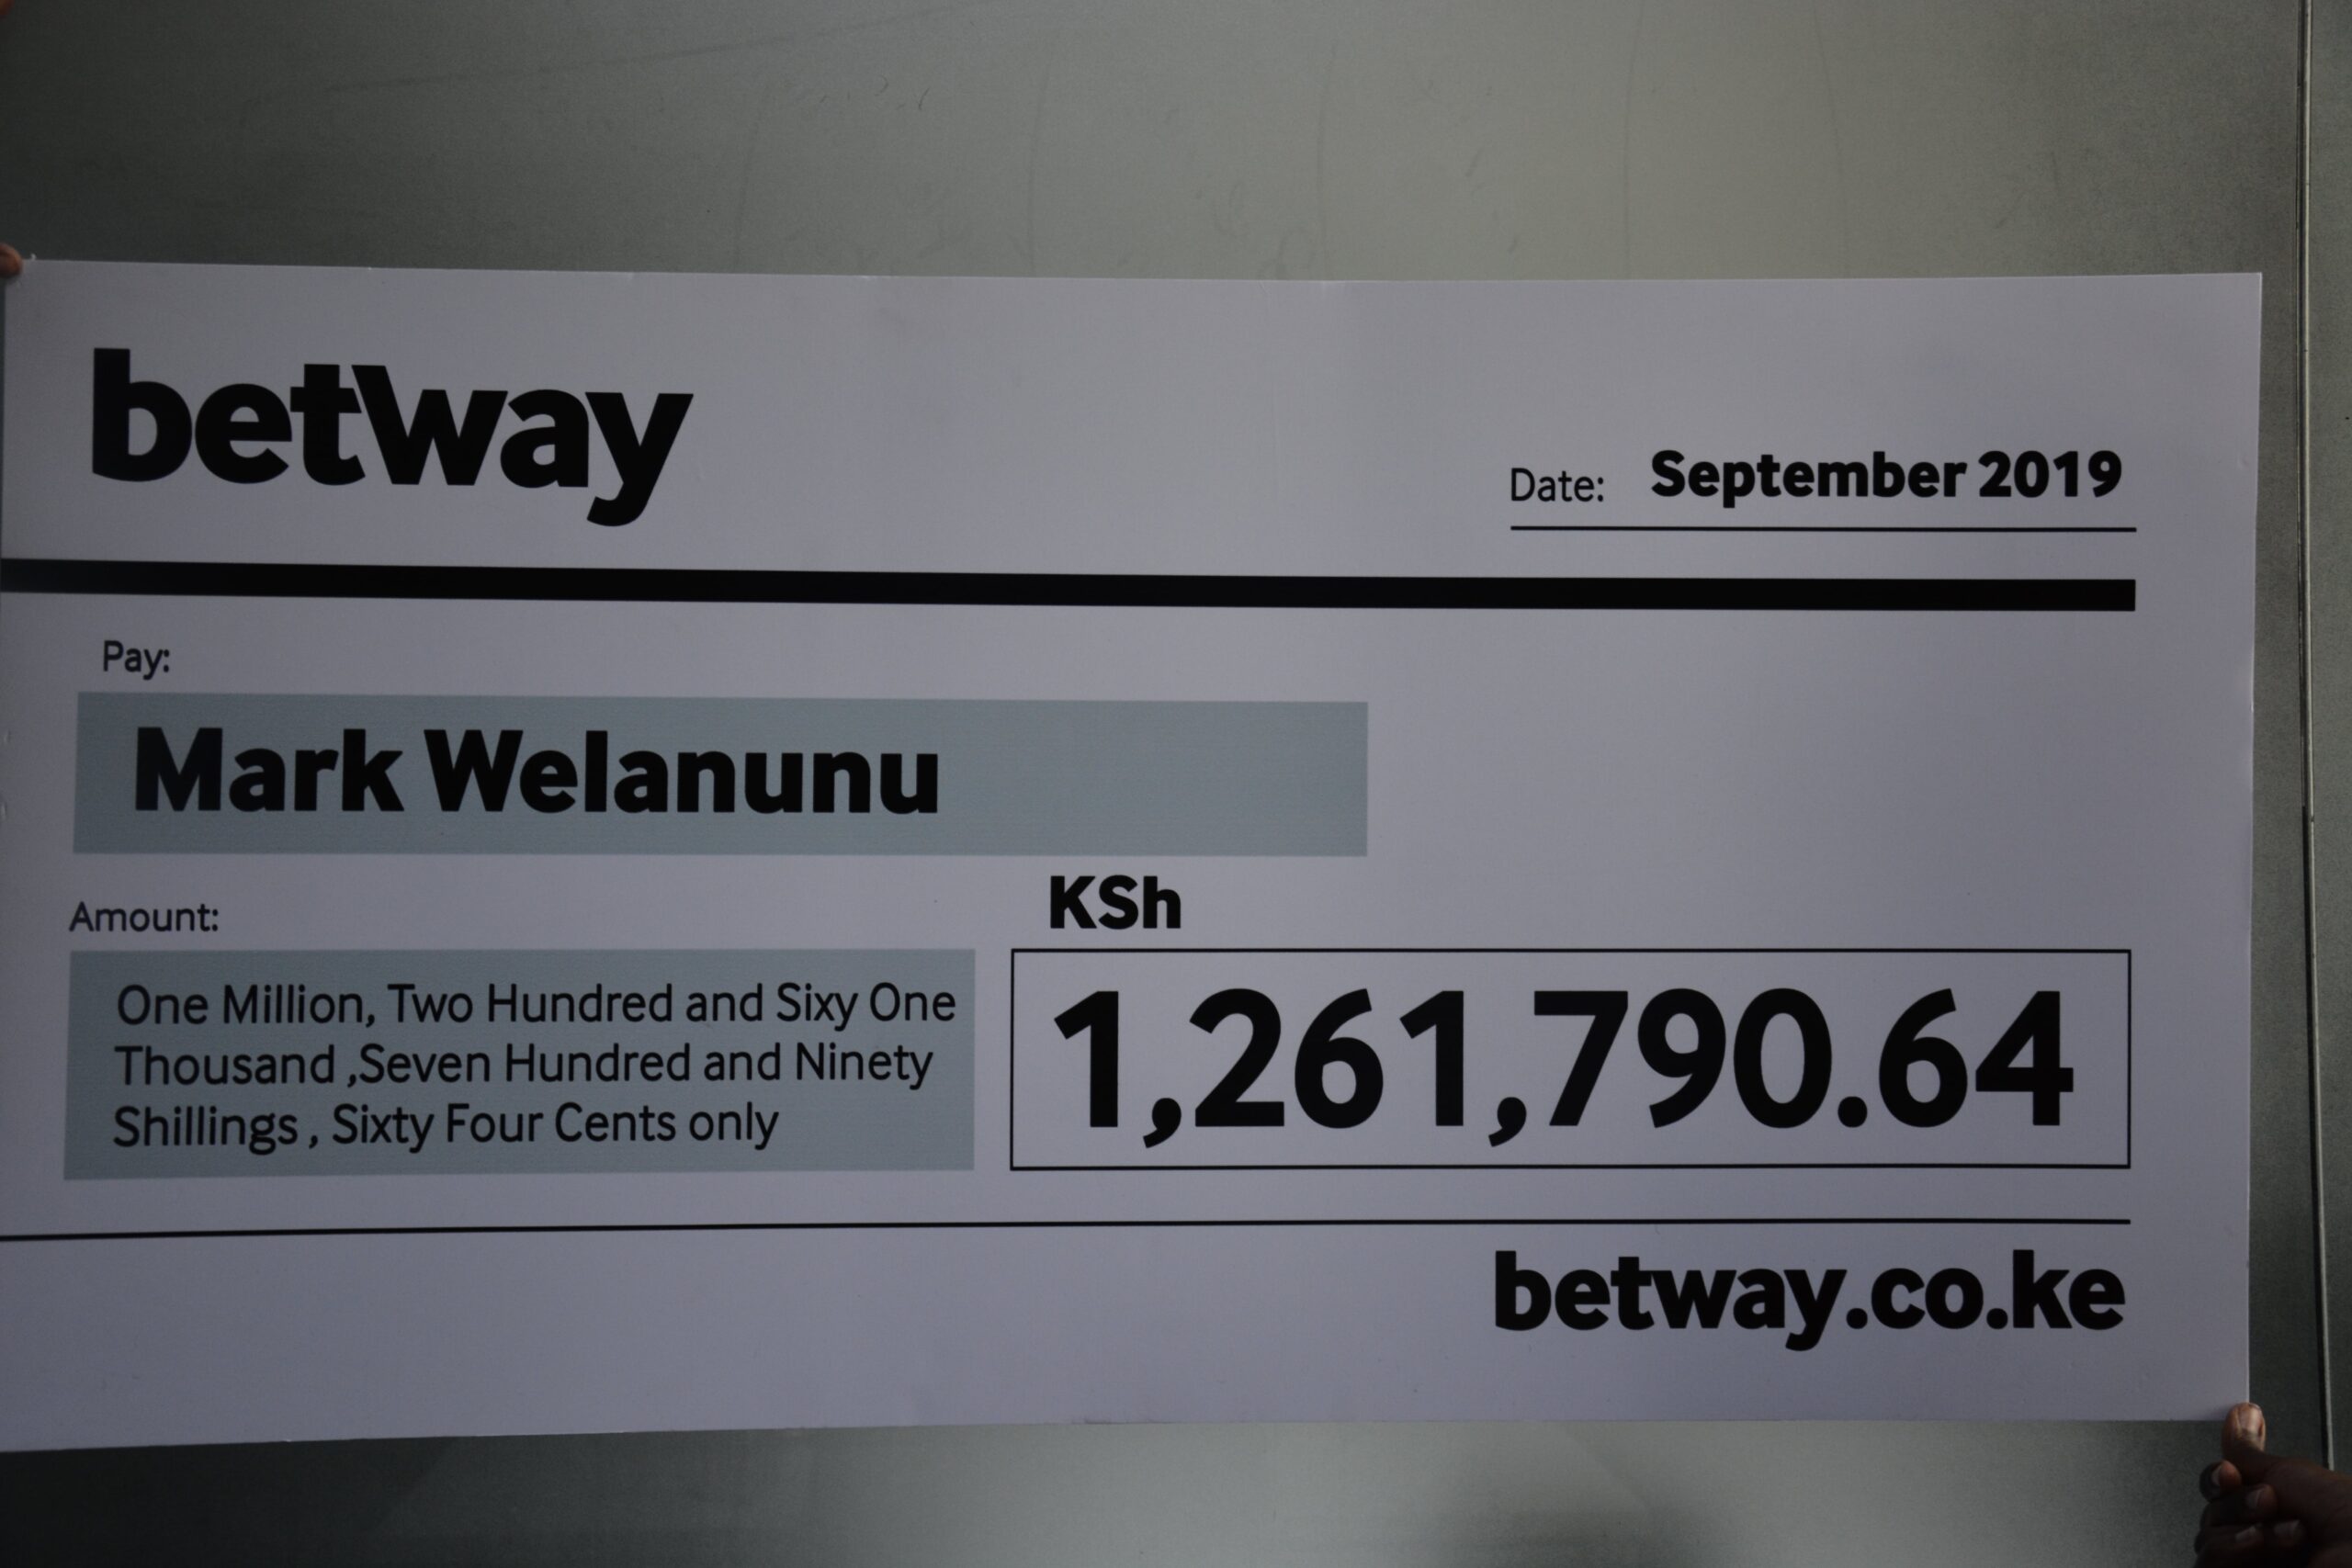 betway
Date: September 2019
Pay:
Mark Welanunu
Amount:
KSh
One Million, Two Hundred and Sixy One
Thousand ,Seven Hundred and Ninety
Shillings , Sixty Four Cents only
1,261,790.64
betway.co.ke